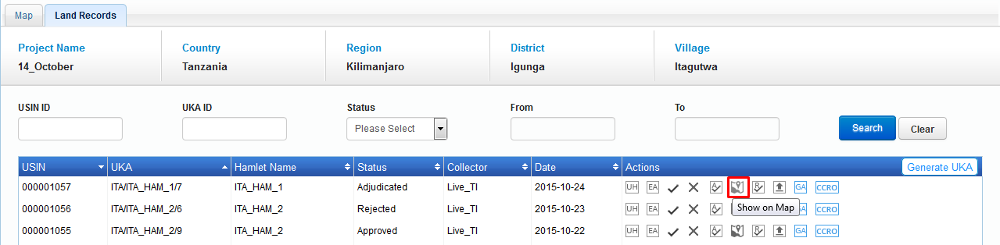 Map Land Records
Project Name Country Region District Village
14_October Tanzania Kilimanjaro Igunga Itagutwa
USIN ID UKA ID Status From To
Please Select Search Clear
USIN UKA Hamlet Name Status Collector Date Actions Generate UKA
000001057 ITA/ITA_HAM_1/7 ITA_HAM_1 Adjudicated Live_TI 2015-10-24 UH EA A R GA CCRO
000001056 ITA/ITA_HAM_2/6 ITA_HAM_2 Rejected Live_TI 2015-10-23 UH EA A Show on Map R GA CCRO
000001055 ITA/ITA_HAM_2/9 ITA_HAM_2 Approved Live_TI 2015-10-22 UH EA A R GA CCRO